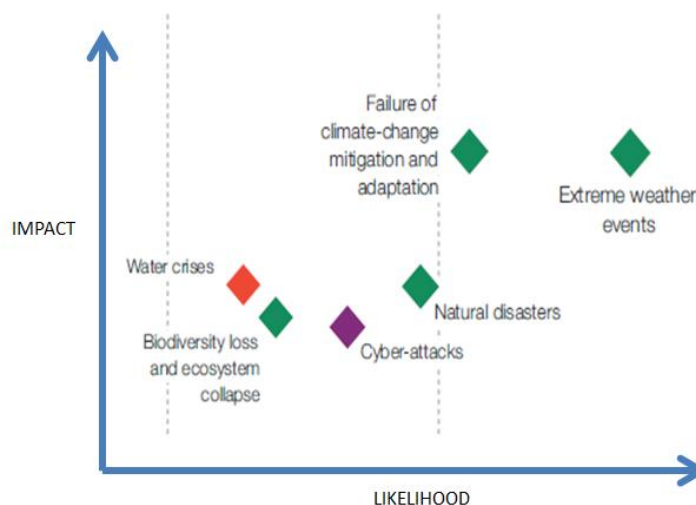 Failure of
climate-change
mitigation and
adaptation
Extreme weather
events
IMPACT
Water crises
Natural disasters
Biodiversity loss
and ecosystem
collapse
Cyber-attacks
LIKELIHOOD